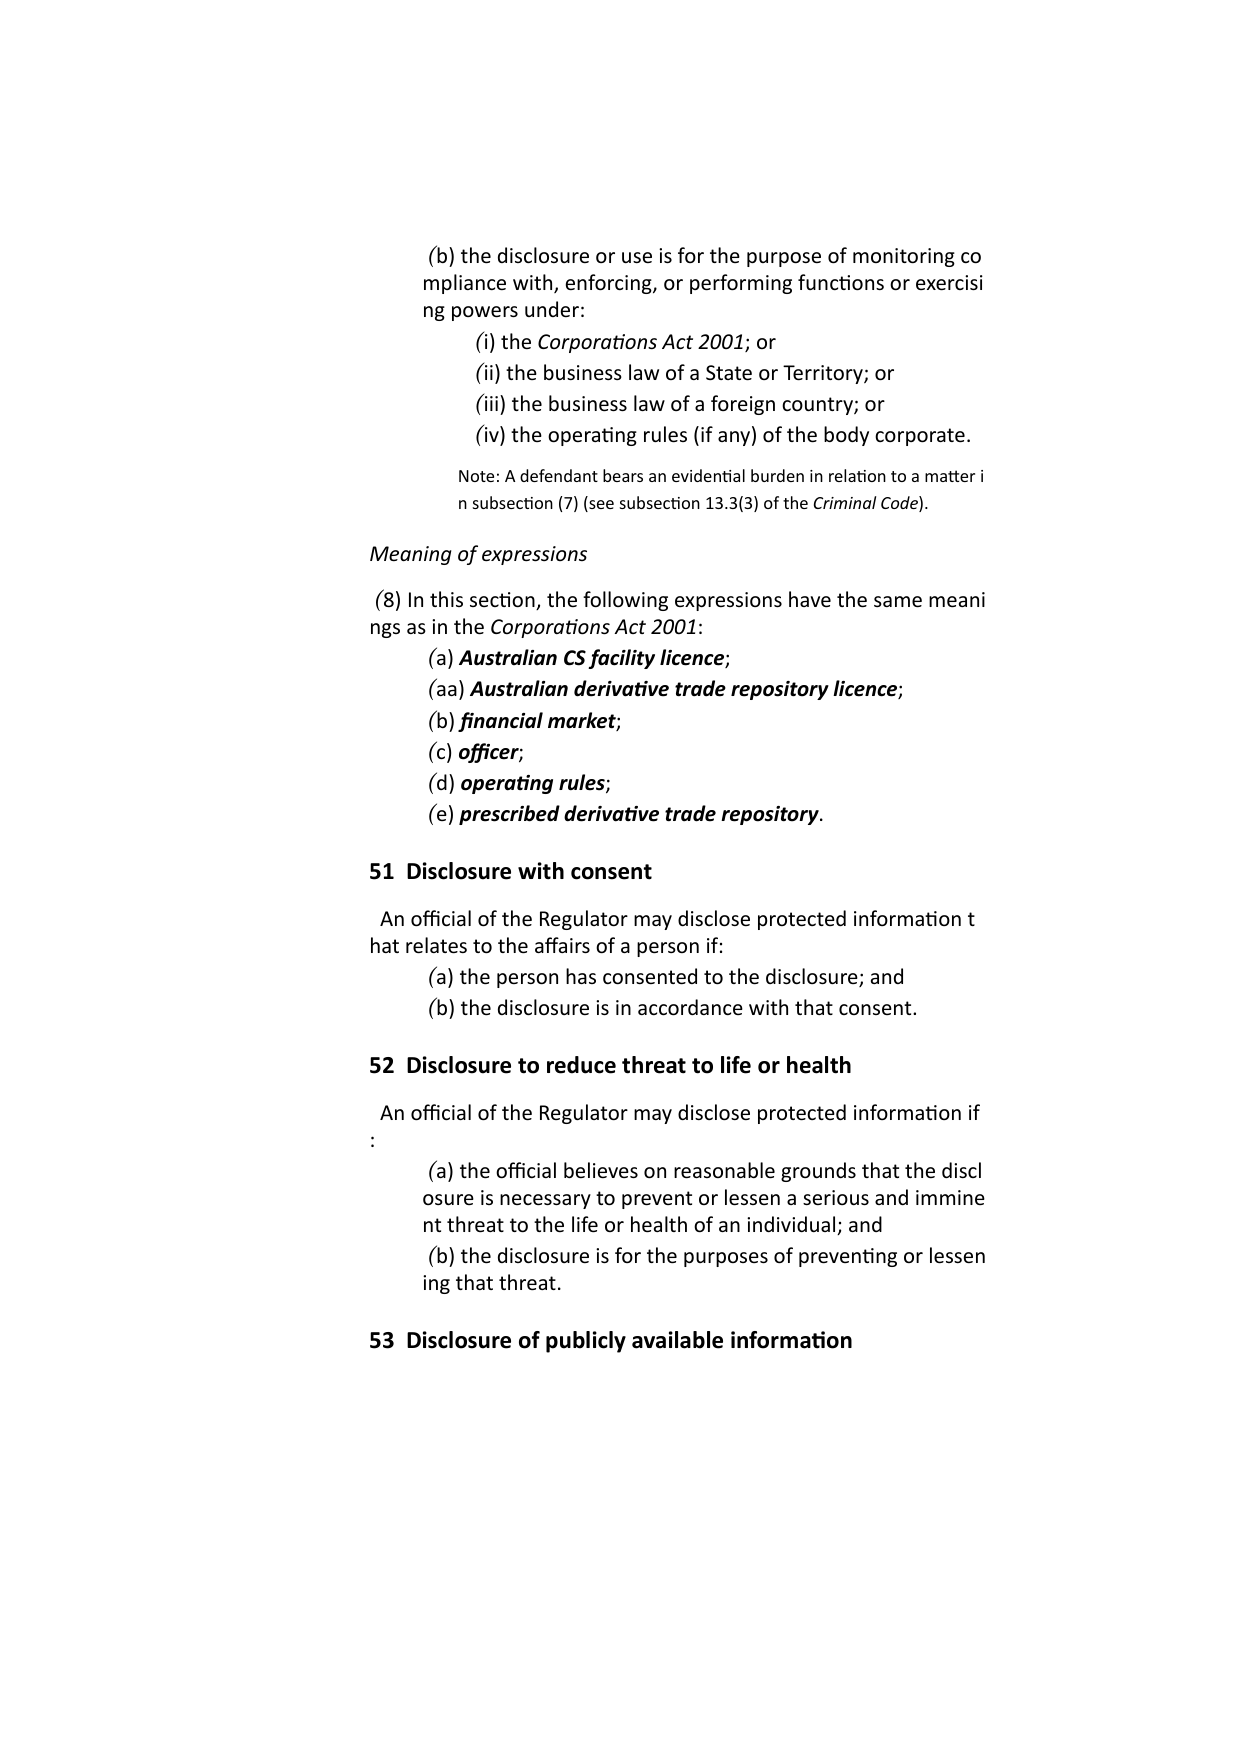 (b) the disclosure or use is for the purpose of monitoring co
mpliance with, enforcing, or performing functions or exercisi
ng powers under:
(i) the Corporations Act 2001; or
(ii) the business law of a State or Territory; or
(iii) the business law of a foreign country; or
(iv) the operating rules (if any) of the body corporate.
Note: A defendant bears an evidential burden in relation to a matter i
n subsection (7) (see subsection 13.3(3) of the Criminal Code).
Meaning of expressions
(8) In this section, the following expressions have the same meani
ngs as in the Corporations Act 2001:
(a) Australian CS facility licence;
(aa) Australian derivative trade repository licence;
(b) financial market;
(c) officer;
(d) operating rules;
(e) prescribed derivative trade repository.
51 Disclosure with consent
An official of the Regulator may disclose protected information t
hat relates to the affairs of a person if:
(a) the person has consented to the disclosure; and
(b) the disclosure is in accordance with that consent.
52 Disclosure to reduce threat to life or health
An official of the Regulator may disclose protected information if
:
(a) the official believes on reasonable grounds that the discl
osure is necessary to prevent or lessen a serious and immine
nt threat to the life or health of an individual; and
(b) the disclosure is for the purposes of preventing or lessen
ing that threat.
53 Disclosure of publicly available information